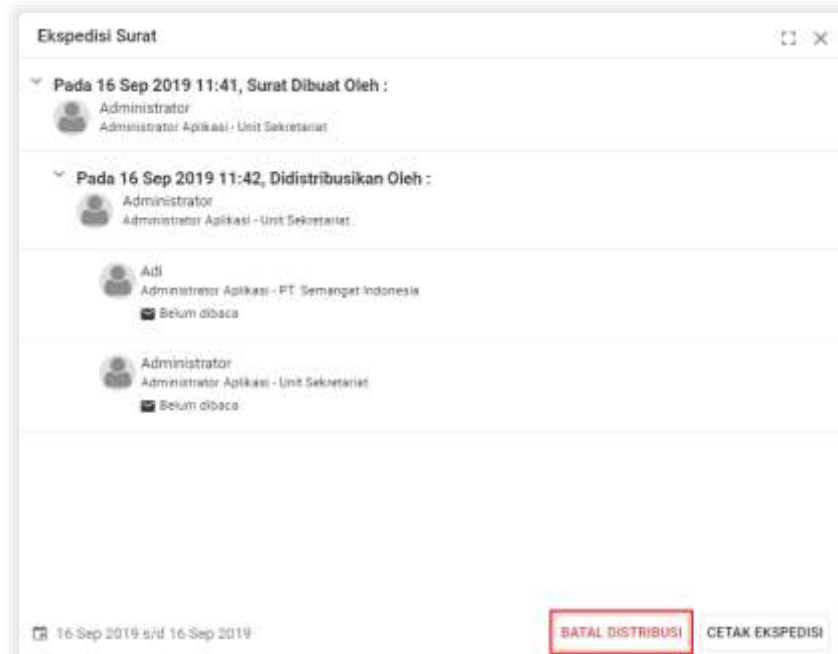 Ekspedisi Surat
Pada 16 Sep 2019 11:41, Surat Dibuat Oleh :
Administrator
Administrator Aplikasi - Unit Sekretariat
Pada 16 Sep 2019 11:42, Didistribusikan Oleh :
Administrator
Administrator Aplikasi - Unit Sekretariat
Adi
Administrator Aplikasi - PT. Semangat Indonesia
Belum dibaca
Administrator
Administrator Aplikasi - Unit Sekretariat
Belum dibaca
16 Sep 2019 s/d 16 Sep 2019
BATAL DISTRIBUSI
CETAK EKSPEDISI